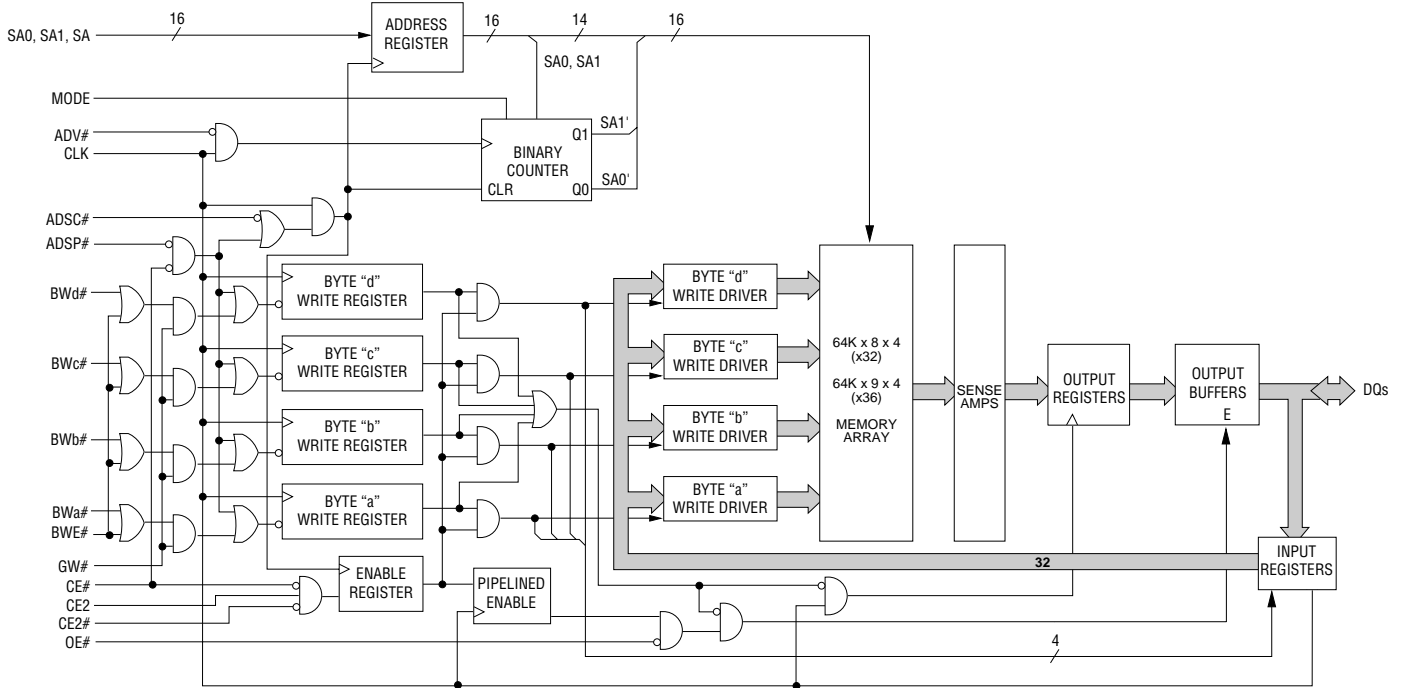 SA0, SA1, SA
16
ADDRESS
REGISTER
16
14
16
SA0, SA1
MODE
ADV#
CLK
BINARY
COUNTER
CLR
Q1
Q0
SA1'
SA0'
ADSC#
ADSP#
BWd#
BWc#
BWb#
BWa#
BWE#
GW#
CE#
CE2
CE2#
OE#
BYTE “d”
WRITE REGISTER
BYTE “c”
WRITE REGISTER
BYTE “b”
WRITE REGISTER
BYTE “a”
WRITE REGISTER
ENABLE
REGISTER
PIPELINED
ENABLE
BYTE “d”
WRITE DRIVER
BYTE “c”
WRITE DRIVER
BYTE “b”
WRITE DRIVER
BYTE “a”
WRITE DRIVER
64K x 8 x 4
(x32)
64K x 9 x 4
(x36)
MEMORY
ARRAY
SENSE
AMPS
OUTPUT
REGISTERS
OUTPUT
BUFFERS
E
DQs
INPUT
REGISTERS
32
4